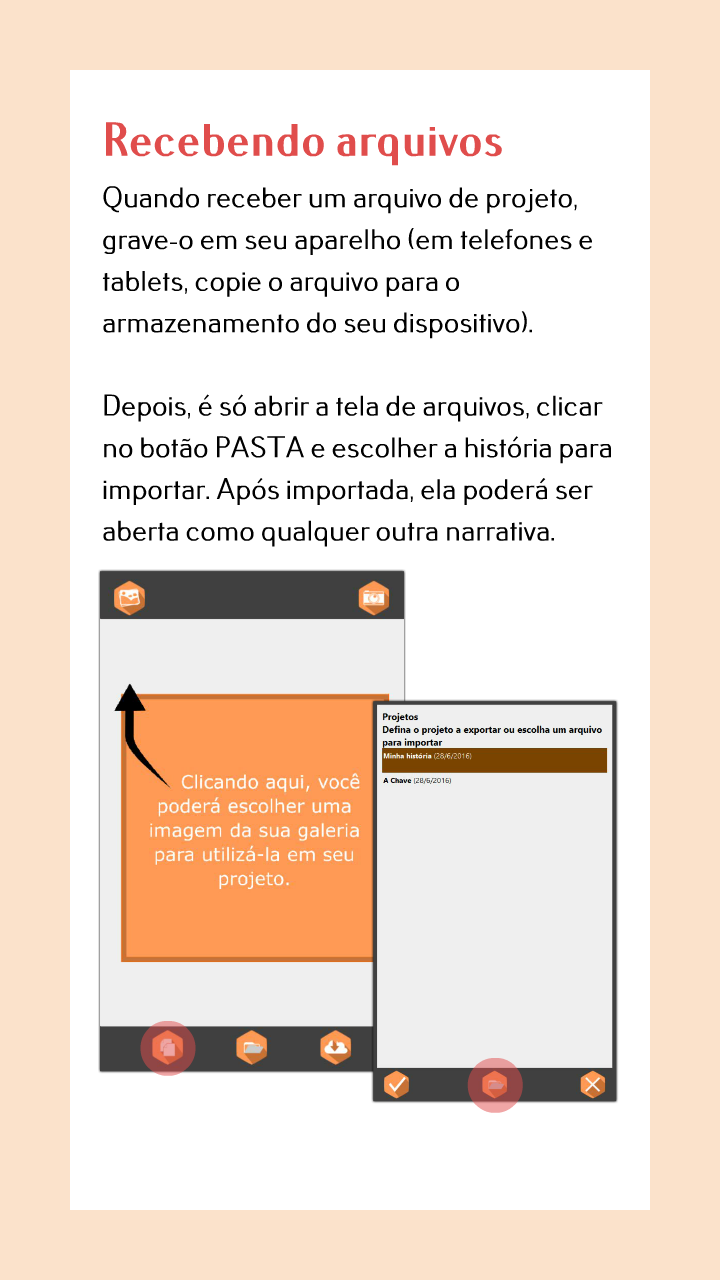 Recebendo arquivos
Quando receber um arquivo de projeto,
grave-o em seu aparelho (em telefones e
tablets, copie o arquivo para o
armazenamento do seu dispositivo).
Depois, é só abrir a tela de arquivos, clicar
no botão PASTA e escolher a história para
importar. Após importada, ela poderá ser
aberta como qualquer outra narrativa.
Clicando aqui, você
poderá escolher uma
imagem da sua galeria
para utilizá-la em seu
projeto.
Projetos
Defina o projeto a exportar ou escolha um arquivo
para importar
Minha história (28/6/2016)
A Chave (28/6/2016)